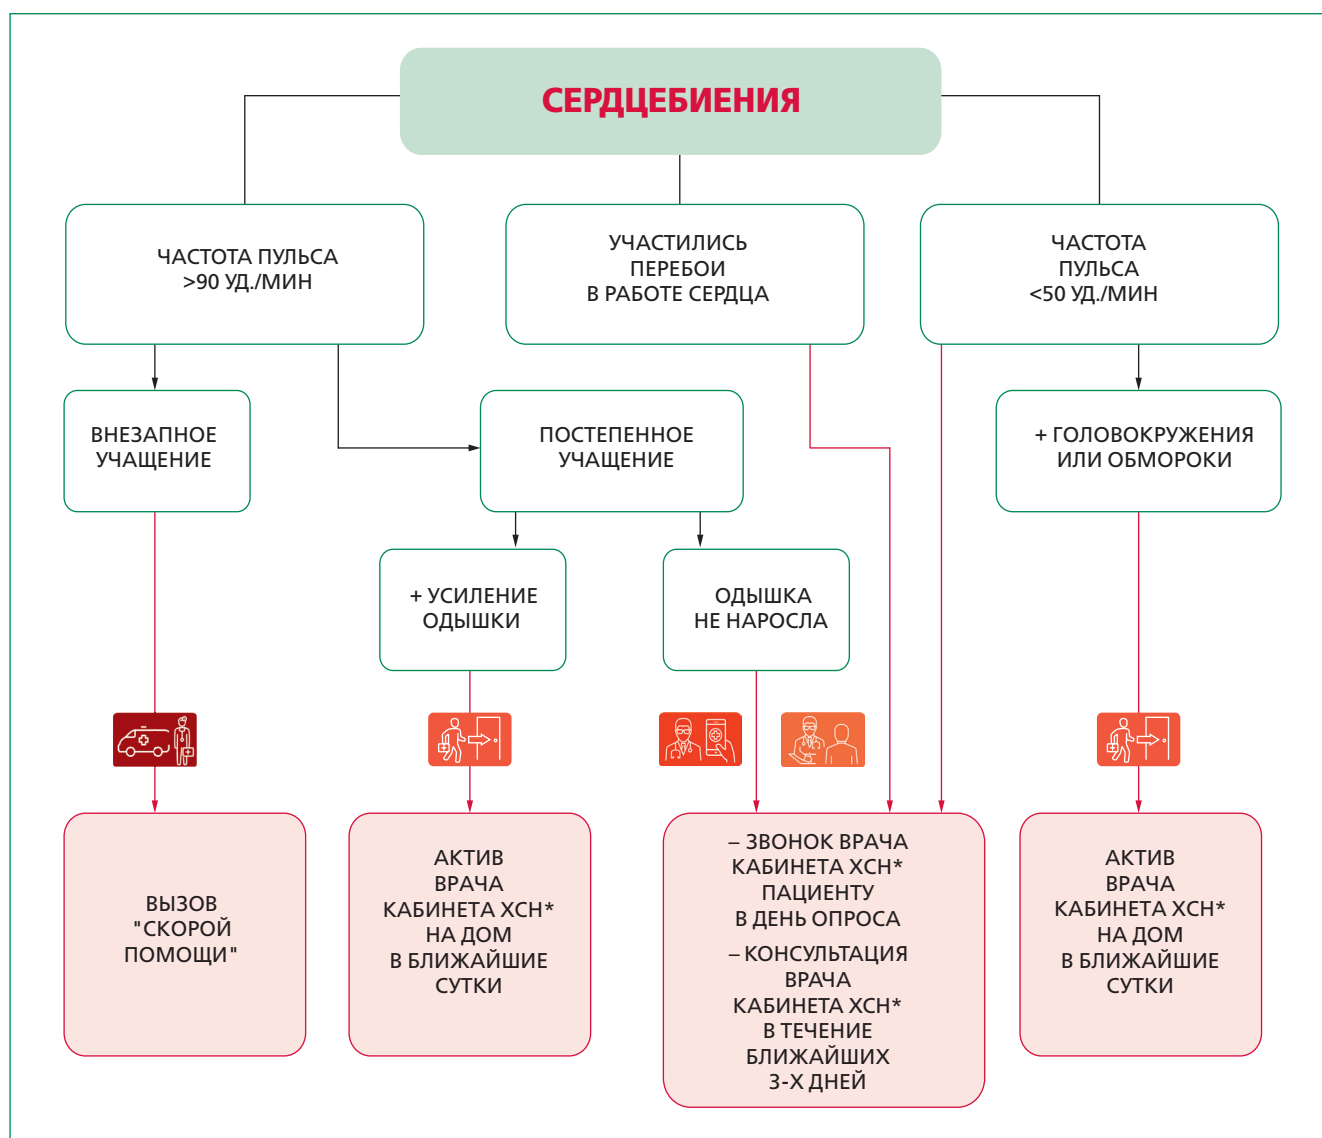 СЕРДЦЕБИЕНИЯ
ЧАСТОТА ПУЛЬСА
>90 УД./МИН
УЧАСТИЛИСЬ
ПЕРЕБОИ
В РАБОТЕ СЕРДЦА
ЧАСТОТА
ПУЛЬСА
<50 УД./МИН
ВНЕЗАПНОЕ
УЧАЩЕНИЕ
ПОСТЕПЕННОЕ
УЧАЩЕНИЕ
+ ГОЛОВОКРУЖЕНИЯ
ИЛИ ОБМОРОКИ
+ УСИЛЕНИЕ
ОДЫШКИ
ОДЫШКА
НЕ НАРОСЛА
ВЫЗОВ
"СКОРОЙ
ПОМОЩИ"
АКТИВ
ВРАЧА
КАБИНЕТА ХСН*
НА ДОМ
В БЛИЖАЙШИЕ
СУТКИ
– ЗВОНОК ВРАЧА
КАБИНЕТА ХСН*
ПАЦИЕНТУ
В ДЕНЬ ОПРОСА
– КОНСУЛЬТАЦИЯ
ВРАЧА
КАБИНЕТА ХСН*
В ТЕЧЕНИЕ
БЛИЖАЙШИХ
3-Х ДНЕЙ
АКТИВ
ВРАЧА
КАБИНЕТА ХСН*
НА ДОМ
В БЛИЖАЙШИЕ
СУТКИ